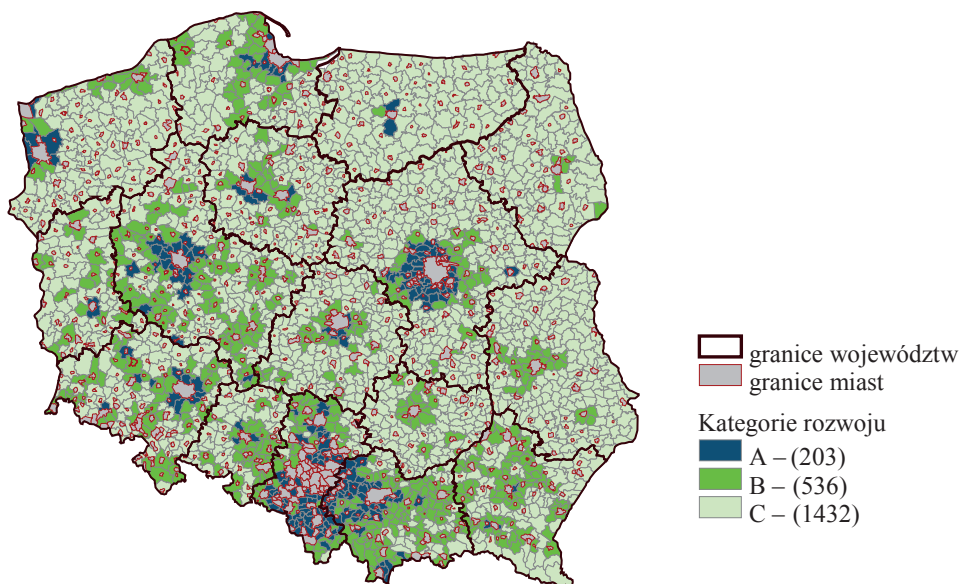 granice województw
granice miast
Kategorie rozwoju
A – (203)
B – (536)
C – (1432)